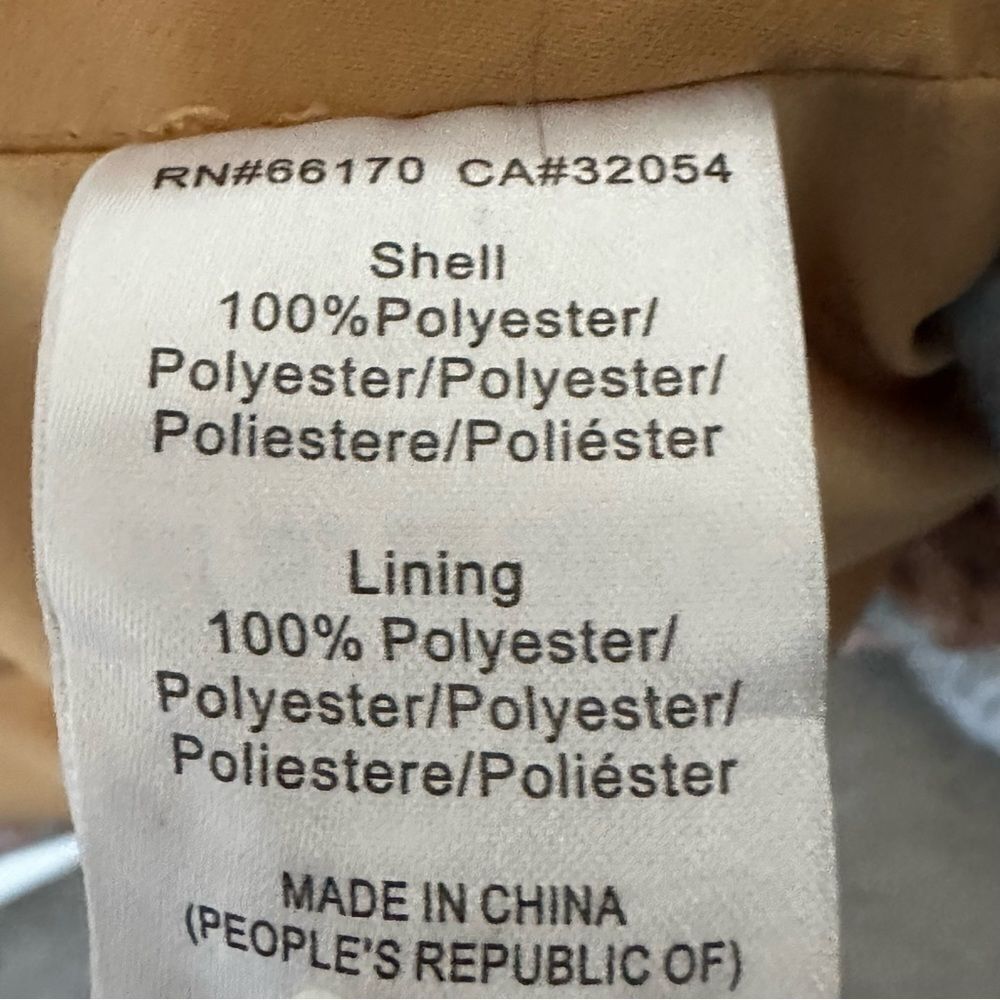 RN#66170 CA#32054
Shell
100%Polyester/
Polyester/Polyester/
Poliestere/Poliéster
Lining
100% Polyester/
Polyester/Polyester/
Poliestere/Poliéster
MADE IN CHINA
(PEOPLE'S REPUBLIC OF)